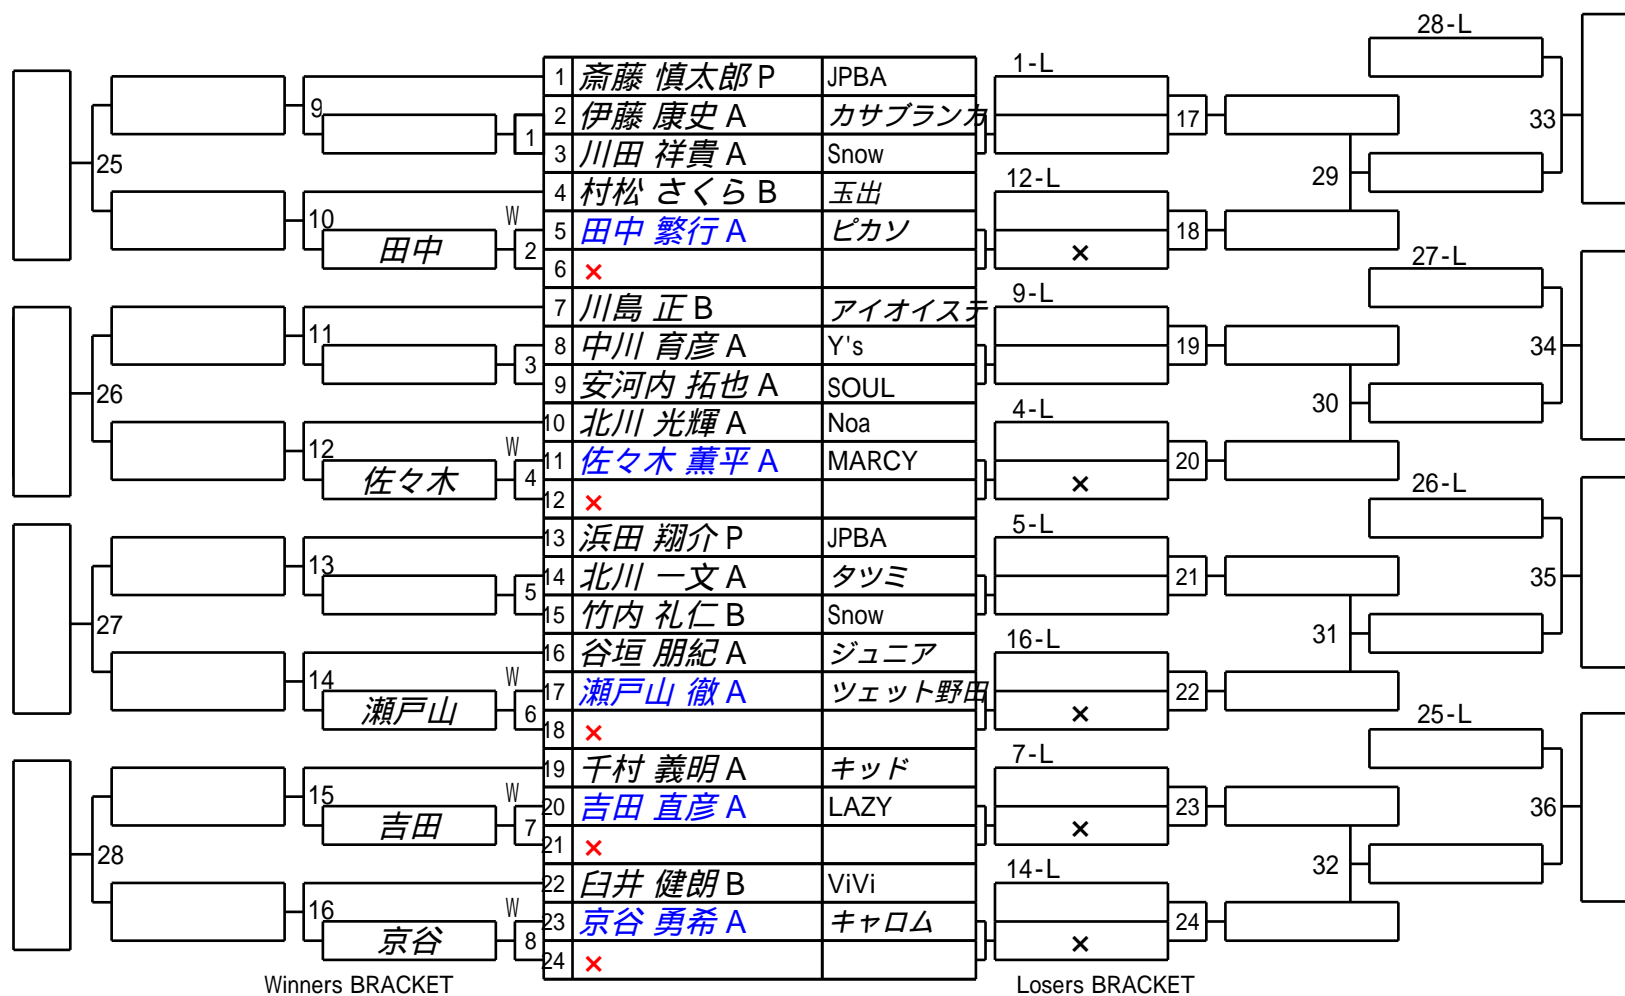 28-L
1 斎藤 慎太郎 P JPBA 1-L
9 2 伊藤 康史 A カサブランカ 17 33
1 3 川田 祥貴 A Snow
25 4 村松 さくら B 玉出 12-L 29
10 田中 W 2 5 田中 繁行 A ピカソ × 18
6 × 27-L
7 川島 正 B アイオイステ 9-L
11 3 8 中川 育彦 A Y's 19 34
9 安河内 拓也 A SOUL
26 10 北川 光輝 A Noa 4-L 30
12 佐々木 W 4 11 佐々木 薫平 A MARCY × 20
12 × 26-L
13 浜田 翔介 P JPBA 5-L
13 5 14 北川 一文 A タツミ 21 35
15 竹内 礼仁 B Snow
27 16 谷垣 朋紀 A ジュニア 16-L 31
14 瀬戸山 W 6 17 瀬戸山 徹 A ツェット野田 × 22
18 × 25-L
19 千村 義明 A キッド 7-L
15 吉田 W 7 20 吉田 直彦 A LAZY × 23 36
21 ×
28 22 臼井 健朗 B ViVi 14-L 32
16 京谷 W 8 23 京谷 勇希 A キャロム × 24
24 ×
Winners BRACKET Losers BRACKET